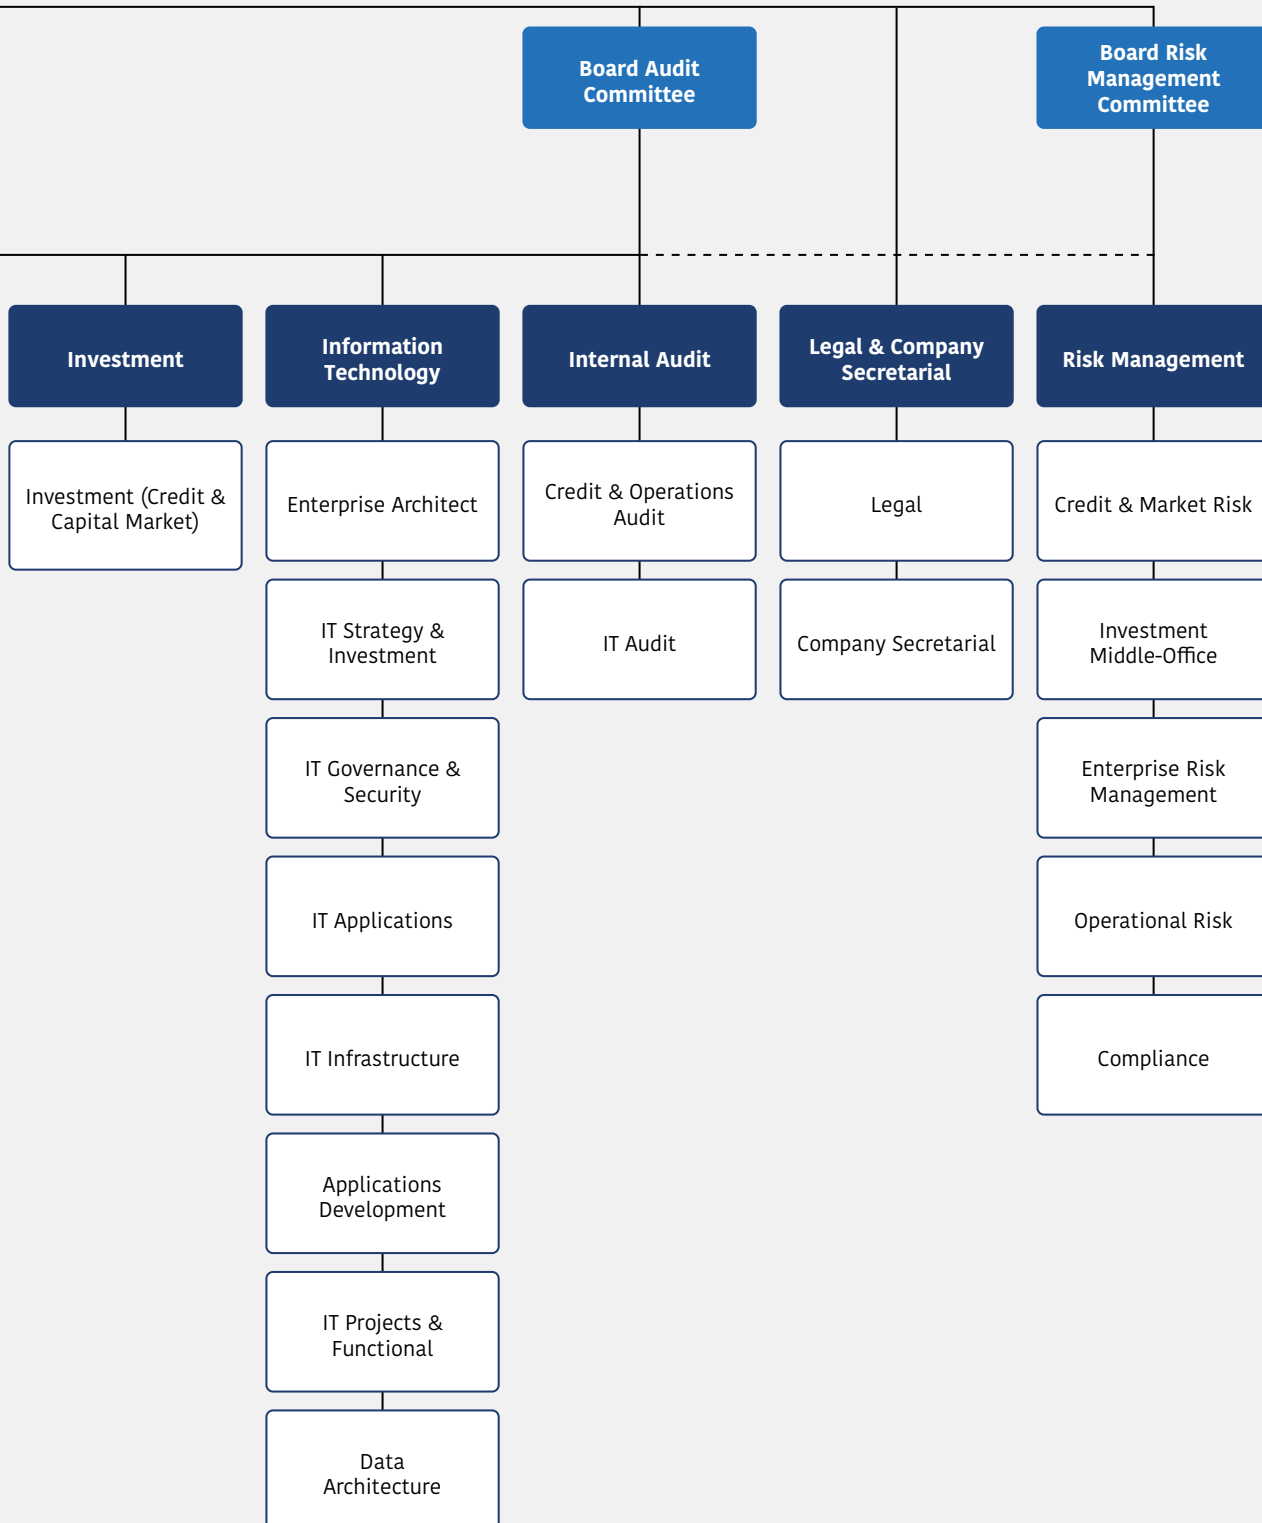 Board Audit
Committee
Board Risk
Management
Committee
Investment
Information
Technology
Internal Audit
Legal & Company
Secretarial
Risk Management
Investment (Credit &
Capital Market)
Enterprise Architect
IT Strategy &
Investment
IT Governance &
Security
IT Applications
IT Infrastructure
Applications
Development
IT Projects &
Functional
Data
Architecture
Credit & Operations
Audit
IT Audit
Legal
Company Secretarial
Credit & Market Risk
Investment
Middle-Office
Enterprise Risk
Management
Operational Risk
Compliance